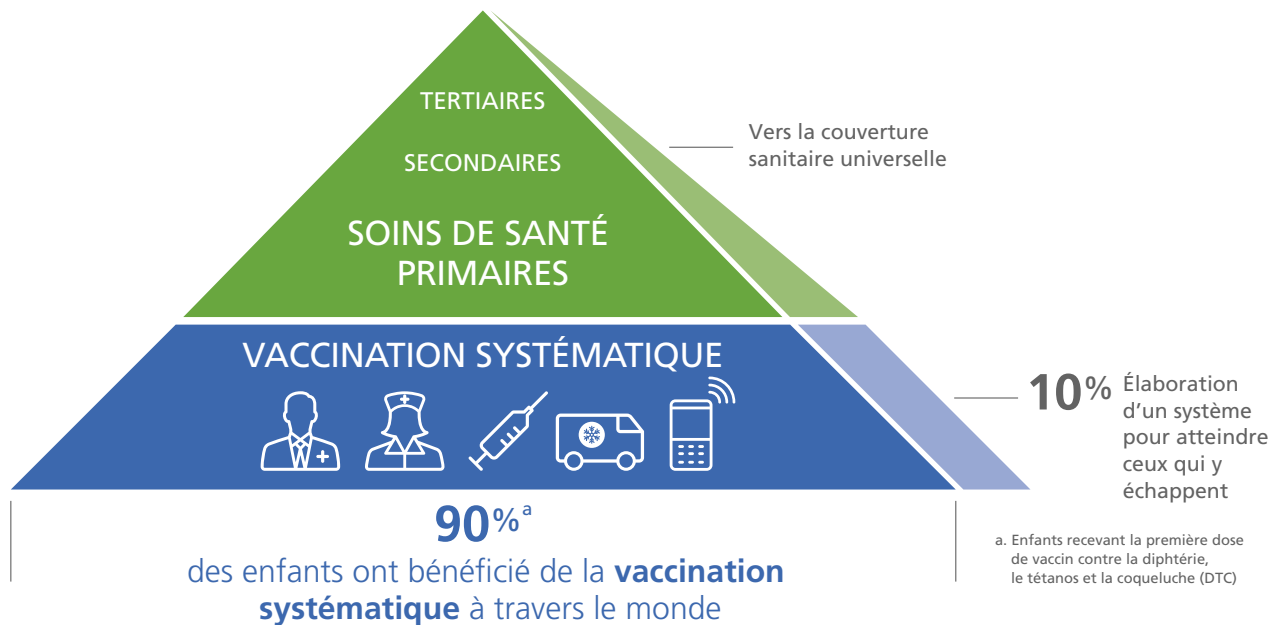 TERTIAIRES
SECONDAIRES
SOINS DE SANTÉ
PRIMAIRES
Vers la couverture
sanitaire universelle
VACCINATION SYSTÉMATIQUE
10% Élaboration
d’un système
pour atteindre
ceux qui y
échappent
90%ª
des enfants ont bénéficié de la vaccination
systématique à travers le monde
a. Enfants recevant la première dose
de vaccin contre la diphtérie,
le tétanos et la coqueluche (DTC)